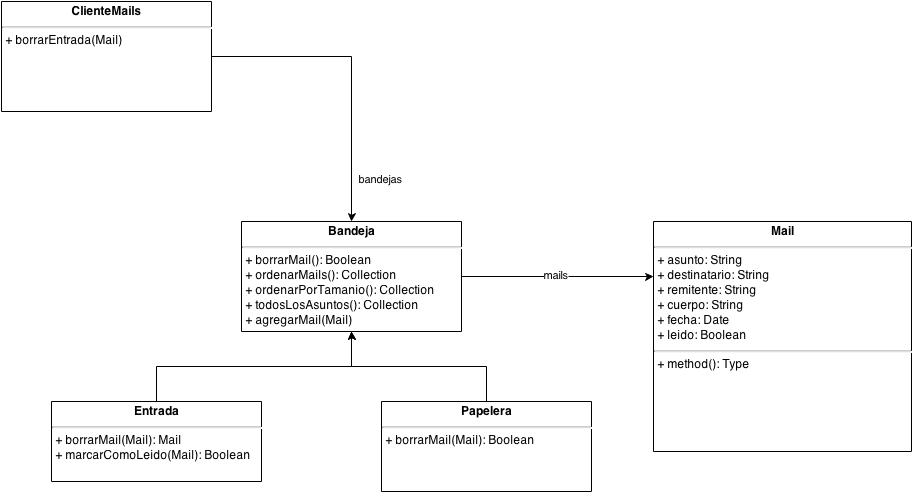 ClienteMails
+ borrarEntrada(Mail)
bandejas
Bandeja
+ borrarMail(): Boolean
+ ordenarMails(): Collection
+ ordenarPorTamanio(): Collection
+ todosLosAsuntos(): Collection
+ agregarMail(Mail)
mails
Mail
+ asunto: String
+ destinatario: String
+ remitente: String
+ cuerpo: String
+ fecha: Date
+ leido: Boolean
+ method(): Type
Entrada
+ borrarMail(Mail): Mail
+ marcarComoLeido(Mail): Boolean
Papelera
+ borrarMail(Mail): Boolean